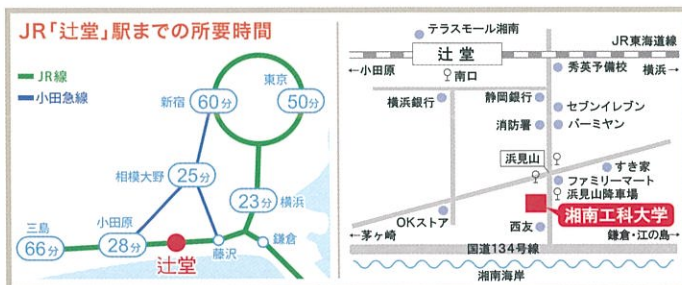 JR「辻堂」駅までの所要時間
JR線
小田急線
新宿
60分
東京
50分
相模大野
25分
23分
横浜
三島
66分
小田原
28分
辻堂
藤沢
鎌倉
テラスモール湘南
辻堂
JR東海道線
←小田原
南口
秀英予備校
横浜→
横浜銀行
静岡銀行
セブンイレブン
消防署
バーミヤン
浜見山
すき家
ファミリーマート
浜見山降車場
湘南工科大学
OKストア
西友
←茅ヶ崎
鎌倉・江の島→
国道134号線
湘南海岸